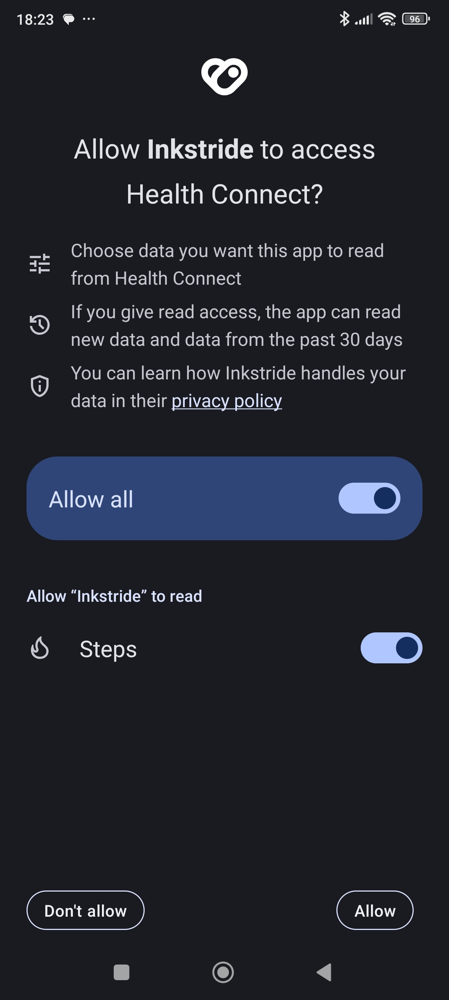 18:23
96
Allow Inkstride to access
Health Connect?
Choose data you want this app to read
from Health Connect
If you give read access, the app can read
new data and data from the past 30 days
You can learn how Inkstride handles your
data in their privacy policy
Allow all
Allow “Inkstride” to read
Steps
Don't allow
Allow